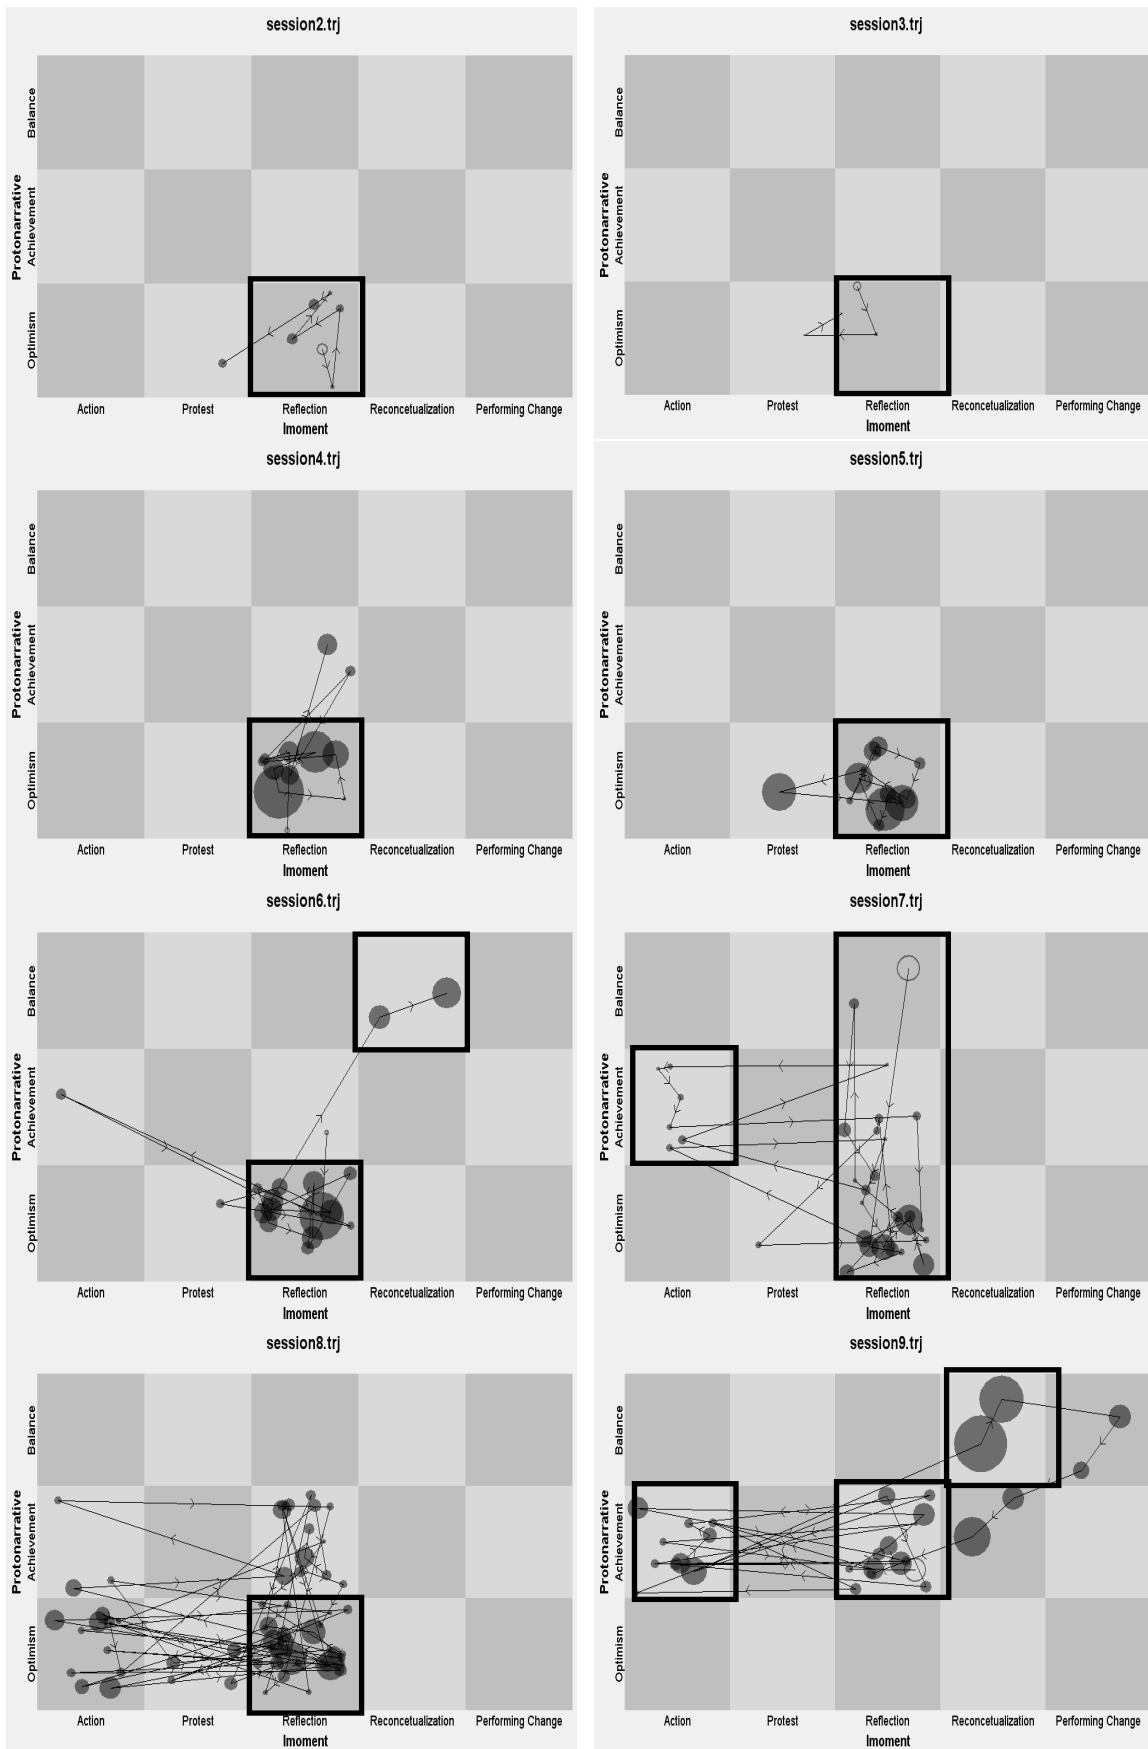 session2.trj
Protonarrative
Balance
Achievement
Optimism
Action Protest Reflection Reconcetualization Performing Change
Imoment
session3.trj
Protonarrative
Balance
Achievement
Optimism
Action Protest Reflection Reconcetualization Performing Change
Imoment
session4.trj
Protonarrative
Balance
Achievement
Optimism
Action Protest Reflection Reconcetualization Performing Change
Imoment
session5.trj
Protonarrative
Balance
Achievement
Optimism
Action Protest Reflection Reconcetualization Performing Change
Imoment
session6.trj
Protonarrative
Balance
Achievement
Optimism
Action Protest Reflection Reconcetualization Performing Change
Imoment
session7.trj
Protonarrative
Balance
Achievement
Optimism
Action Protest Reflection Reconcetualization Performing Change
Imoment
session8.trj
Protonarrative
Balance
Achievement
Optimism
Action Protest Reflection Reconcetualization Performing Change
Imoment
session9.trj
Protonarrative
Balance
Achievement
Optimism
Action Protest Reflection Reconcetualization Performing Change
Imoment